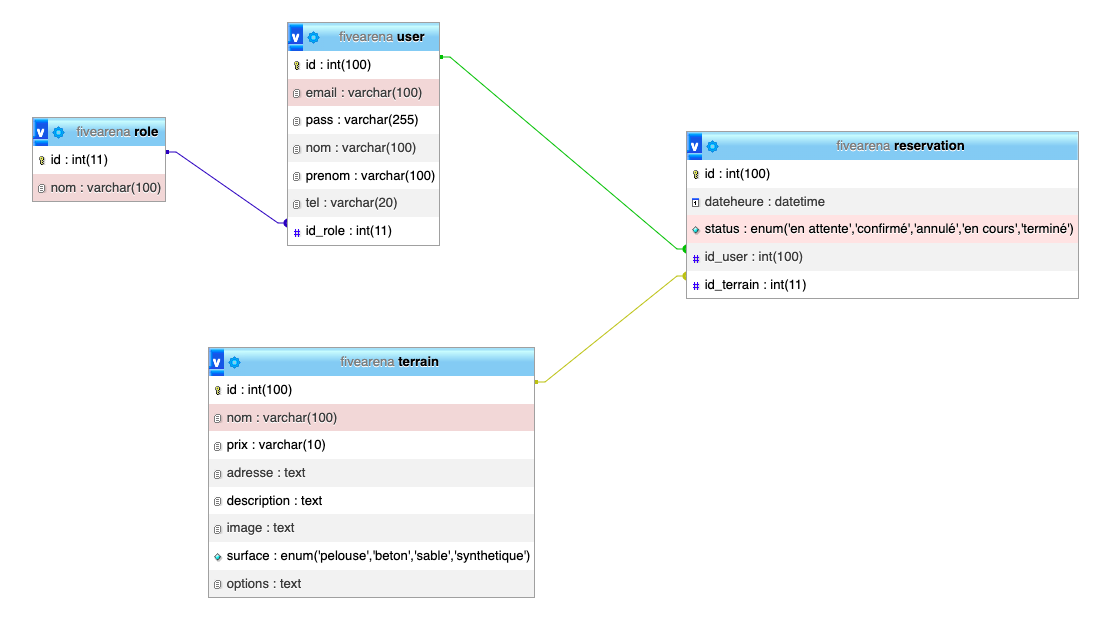 fivearena user
id : int(100)
email : varchar(100)
pass : varchar(255)
nom : varchar(100)
prenom : varchar(100)
tel : varchar(20)
id_role : int(11)
fivearena role
id : int(11)
nom : varchar(100)
fivearena reservation
id : int(100)
dateheure : datetime
status : enum('en attente','confirmé','annulé','en cours','terminé')
id_user : int(100)
id_terrain : int(11)
fivearena terrain
id : int(100)
nom : varchar(100)
prix : varchar(10)
adresse : text
description : text
image : text
surface : enum('pelouse','beton','sable','synthetique')
options : text